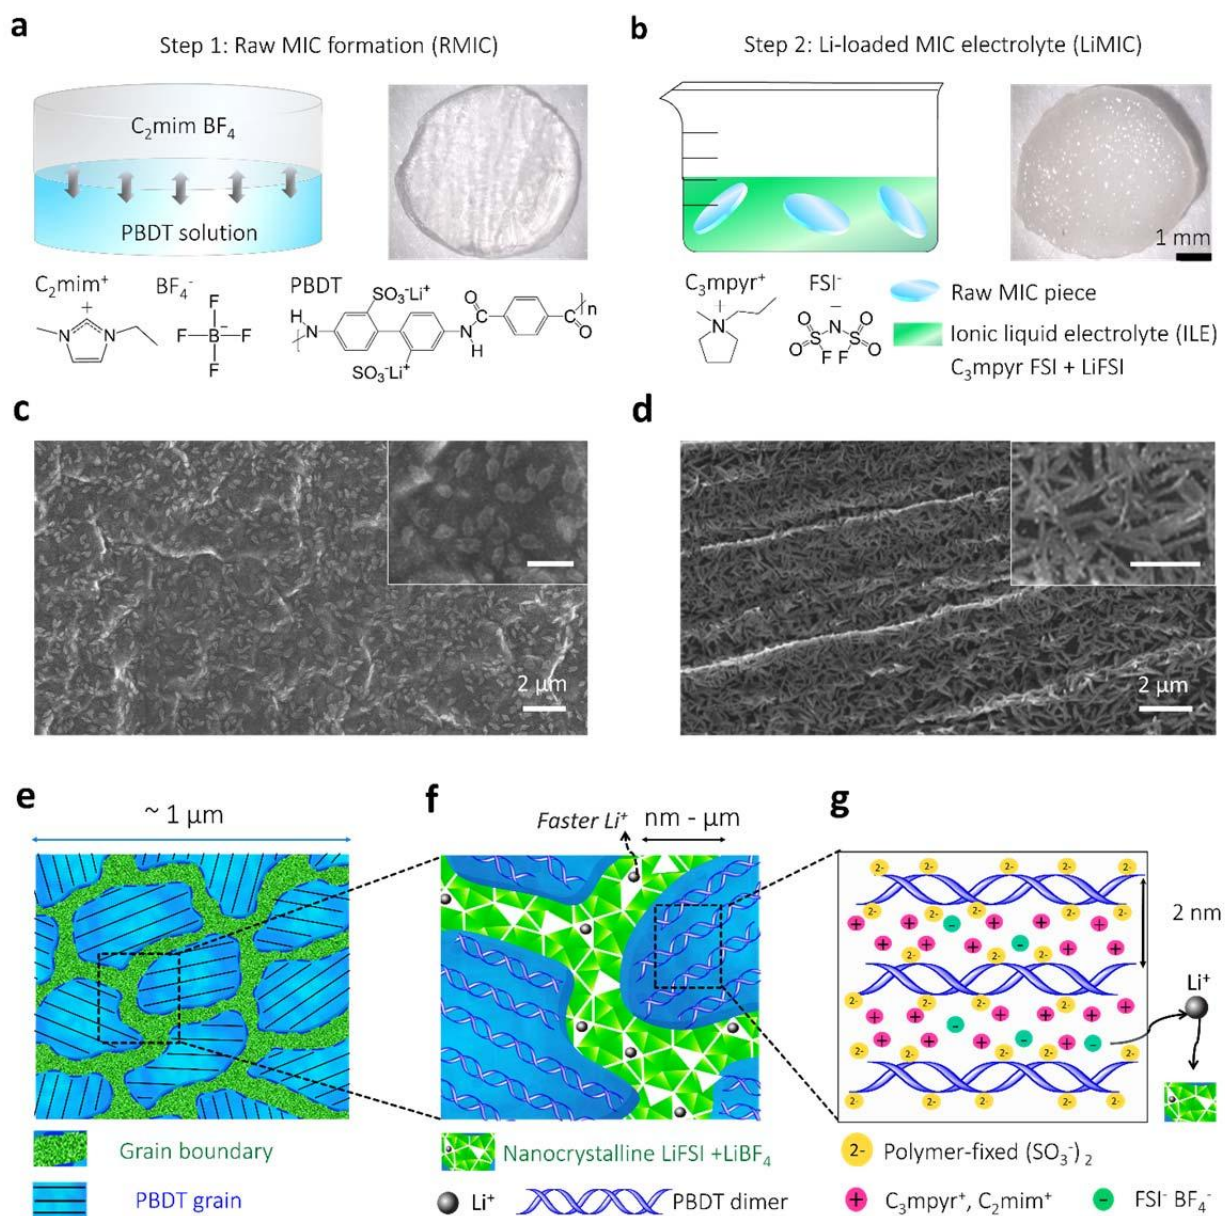 a
Step 1: Raw MIC formation (RMIC)
C₂mim BF₄
PBDT solution
C₂mim⁺
BF₄⁻
PBDT
+
N
N
F
F
B
−
F
F
H
N
SO₃⁻Li⁺
SO₃⁻Li⁺
N
H
O
C
C
O
n
b
Step 2: Li-loaded MIC electrolyte (LiMIC)
1 mm
C₃mpyr⁺
FSI⁻
+
N
−
O
S
N
S
O
O
F
F
O
Raw MIC piece
Ionic liquid electrolyte (ILE)
C₃mpyr FSI + LiFSI
c
2 µm
d
2 µm
e
~ 1 µm
Grain boundary
PBDT grain
f
Faster Li⁺
nm - µm
Nanocrystalline LiFSI +LiBF₄
Li⁺
PBDT dimer
g
2 nm
Li⁺
2-
Polymer-fixed (SO₃⁻)₂
+
C₃mpyr⁺, C₂mim⁺
-
FSI⁻ BF₄⁻